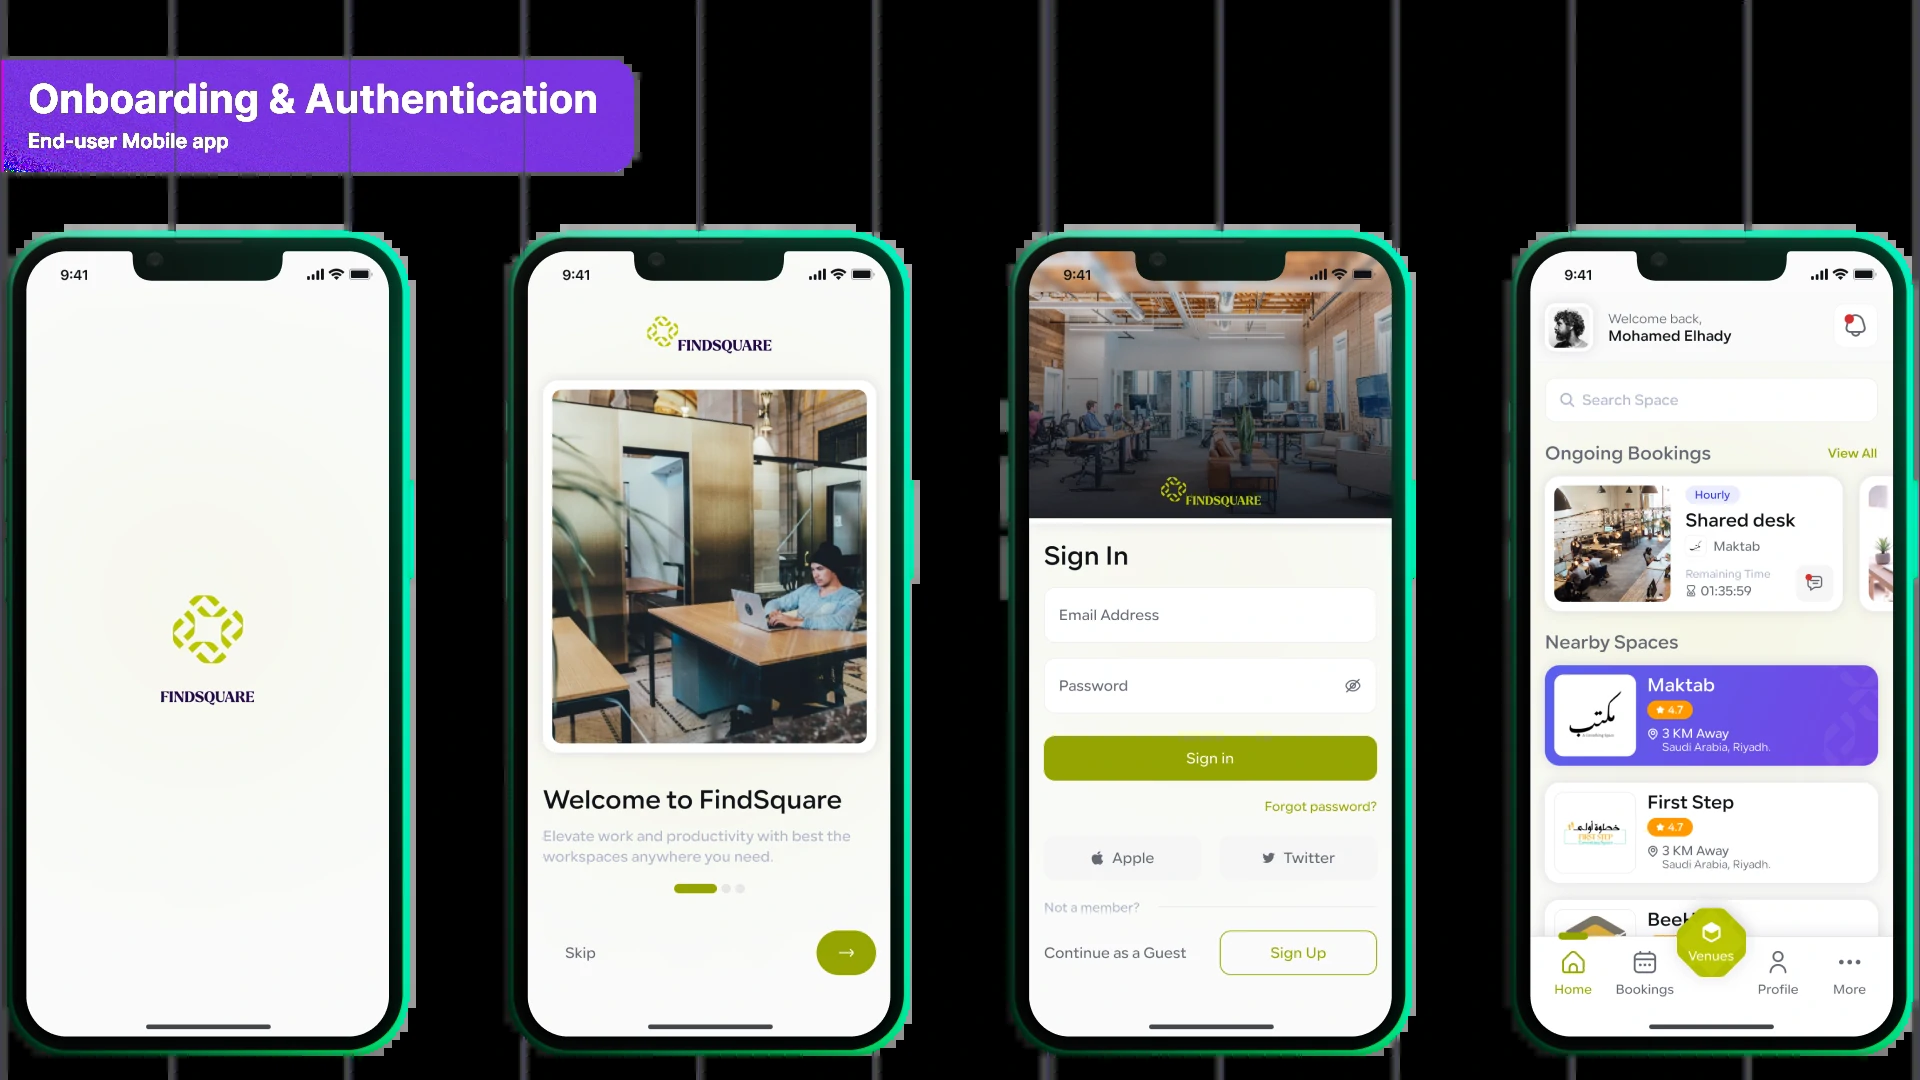 Onboarding & Authentication
End-user Mobile app
9:41
FINDSQUARE
9:41
FINDSQUARE
Welcome to FindSquare
Elevate work and productivity with best the
workspaces anywhere you need.
Skip
9:41
FINDSQUARE
Sign In
Email Address
Password
Sign in
Forgot password?
Apple
Twitter
Not a member?
Continue as a Guest
Sign Up
9:41
Welcome back,
Mohamed Elhady
Search Space
Ongoing Bookings
View All
Hourly
Shared desk
Maktab
Remaining Time
01:35:59
Nearby Spaces
مكتب
Maktab
4.7
3 KM Away
Saudi Arabia, Riyadh.
خطوة أولى
FIRST STEP
First Step
4.7
3 KM Away
Saudi Arabia, Riyadh.
Venues
Home
Bookings
Profile
More